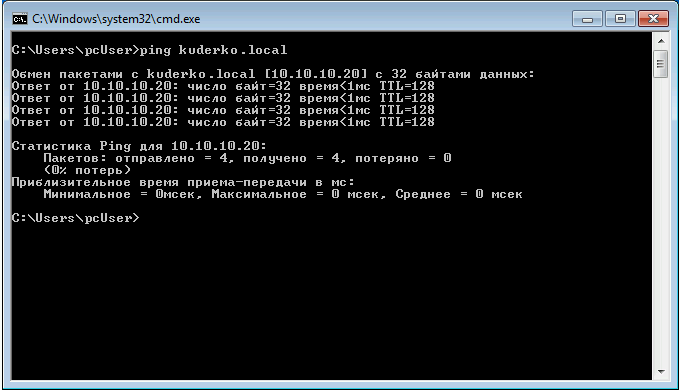 C:\Windows\system32\cmd.exe
C:\Users\pcUser>ping kuderko.local
Обмен пакетами с kuderko.local [10.10.10.20] с 32 байтами данных:
Ответ от 10.10.10.20: число байт=32 время<1мс TTL=128
Ответ от 10.10.10.20: число байт=32 время<1мс TTL=128
Ответ от 10.10.10.20: число байт=32 время<1мс TTL=128
Ответ от 10.10.10.20: число байт=32 время<1мс TTL=128
Статистика Ping для 10.10.10.20:
Пакетов: отправлено = 4, получено = 4, потеряно = 0
(0% потерь)
Приблизительное время приема-передачи в мс:
Минимальное = 0мсек, Максимальное = 0 мсек, Среднее = 0 мсек
C:\Users\pcUser>